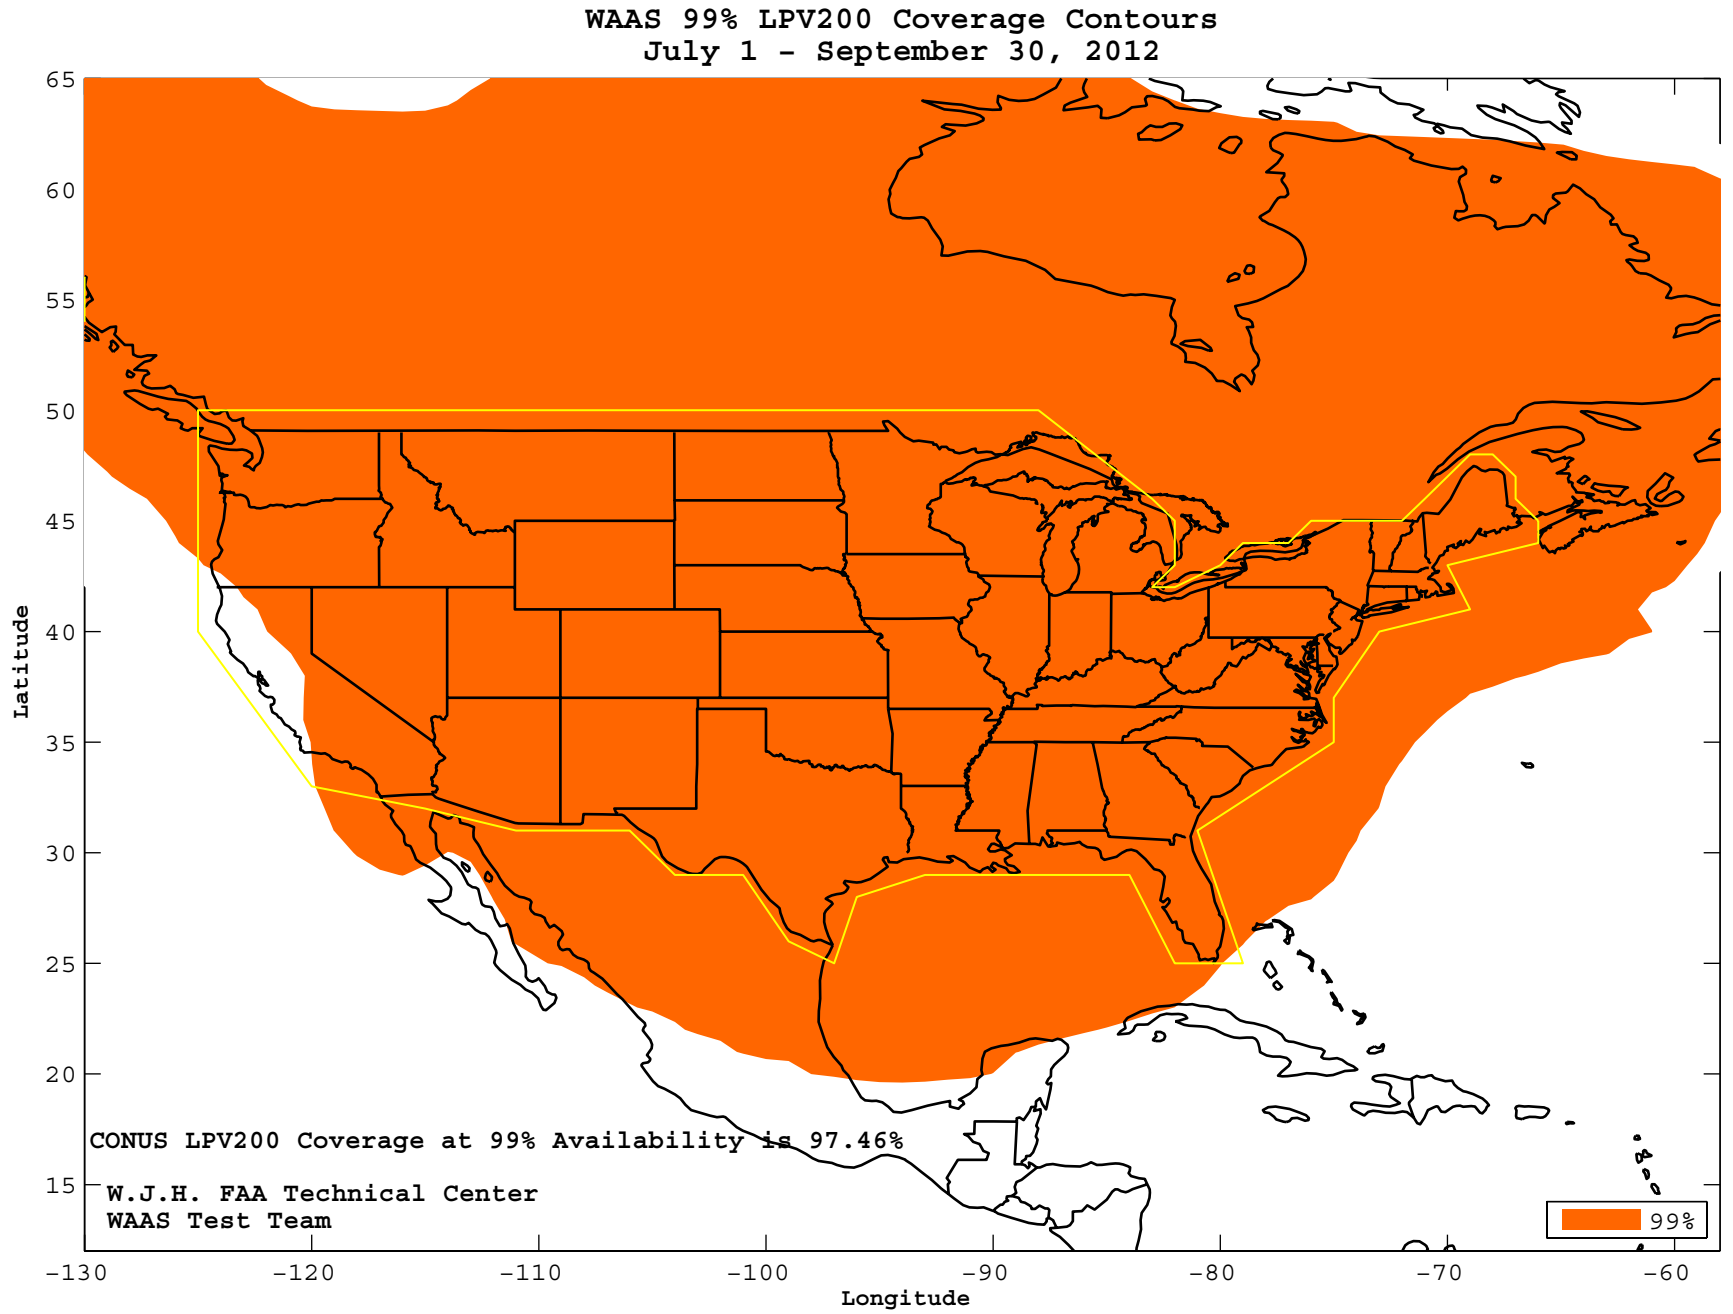 WAAS 99% LPV200 Coverage Contours
July 1 - September 30, 2012
65
60
55
50
45
40
35
30
25
20
15
Latitude
CONUS LPV200 Coverage at 99% Availability is 97.46%
W.J.H. FAA Technical Center
WAAS Test Team
99%
-130 -120 -110 -100 -90 -80 -70 -60
Longitude